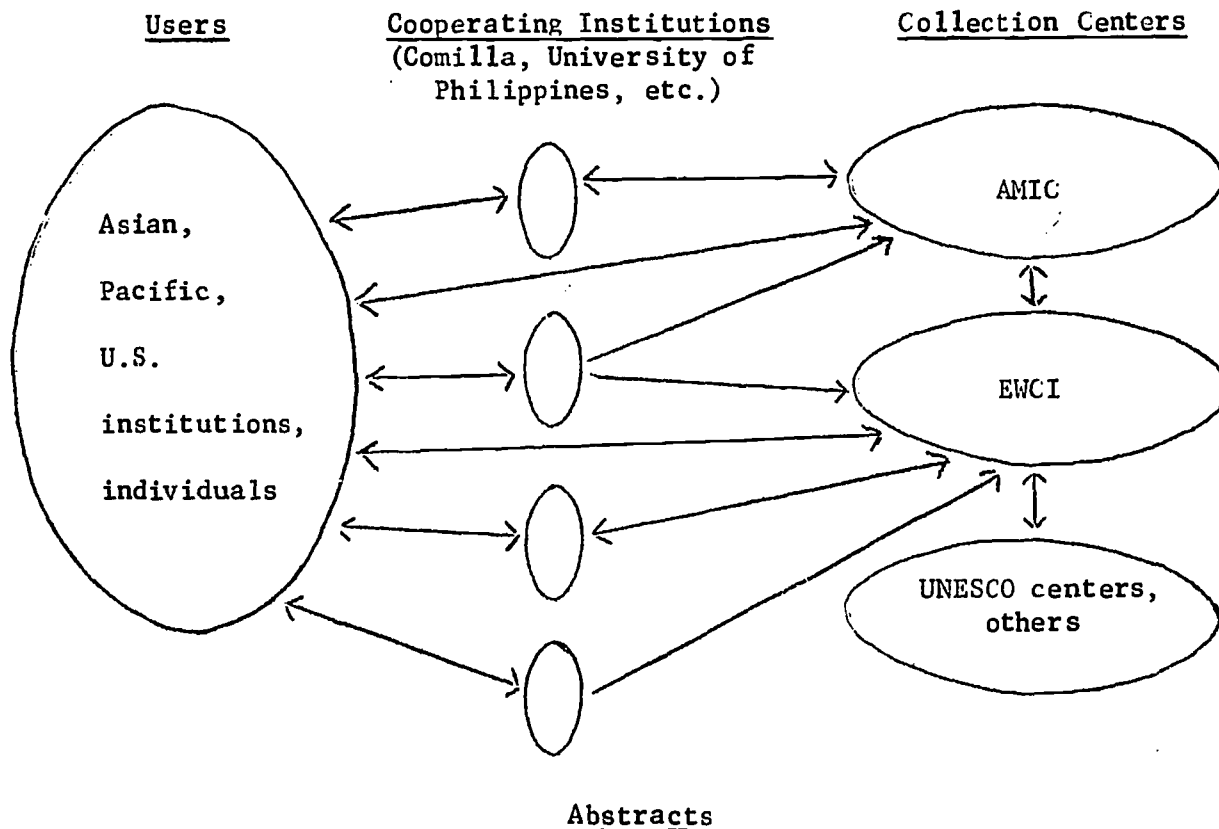 Users
Cooperating Institutions
(Comilla, University of
Philippines, etc.)
Collection Centers
Asian,
Pacific,
U.S.
institutions,
individuals
AMIC
EWCI
UNESCO centers,
others
Abstracts